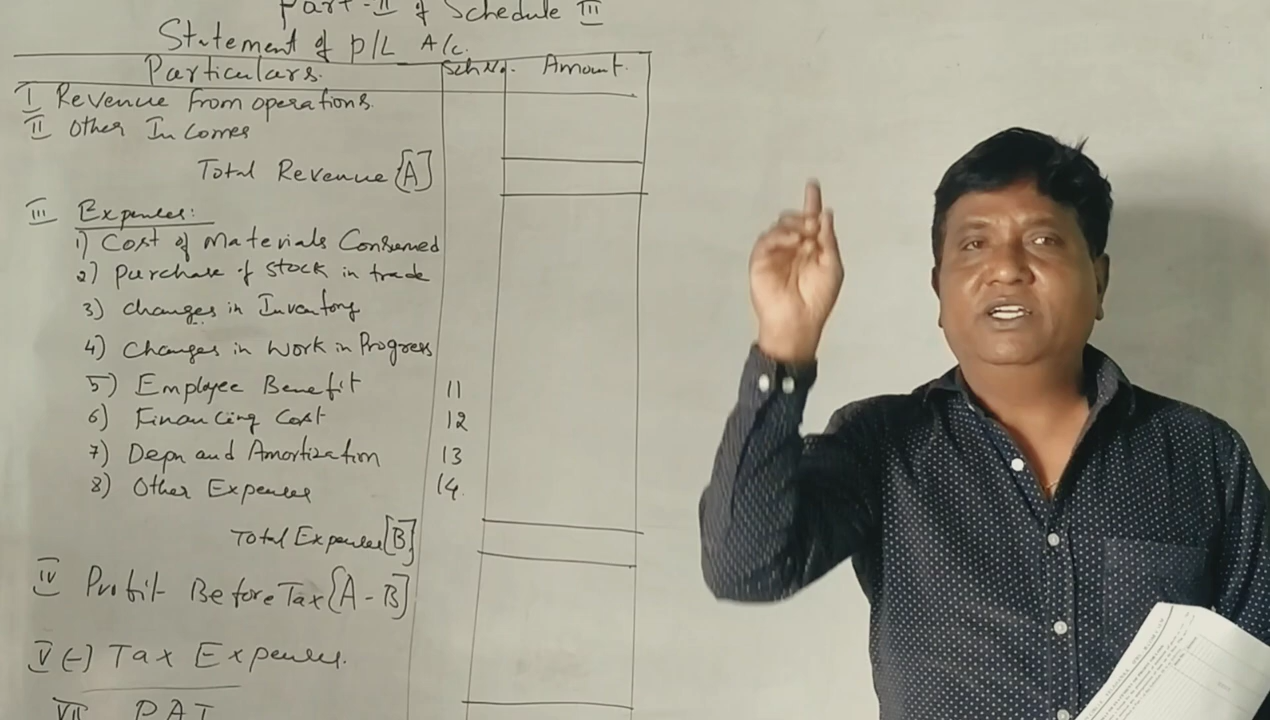 Part-II of Schedule III
Statement of P/L A/c.
Particulars. Sch No. Amount.
I Revenue from operations.
II Other Incomes
Total Revenue [A]
III Expenses:
1) Cost of Materials Consumed
2) Purchase of stock in trade
3) Changes in Inventory
4) Changes in Work in Progress
5) Employee Benefit 11
6) Financing Cost 12
7) Depn and Amortization 13
8) Other Expenses 14.
Total Expenses [B]
IV Profit Before Tax [A-B]
V (-) Tax Expenses.
VII PAT